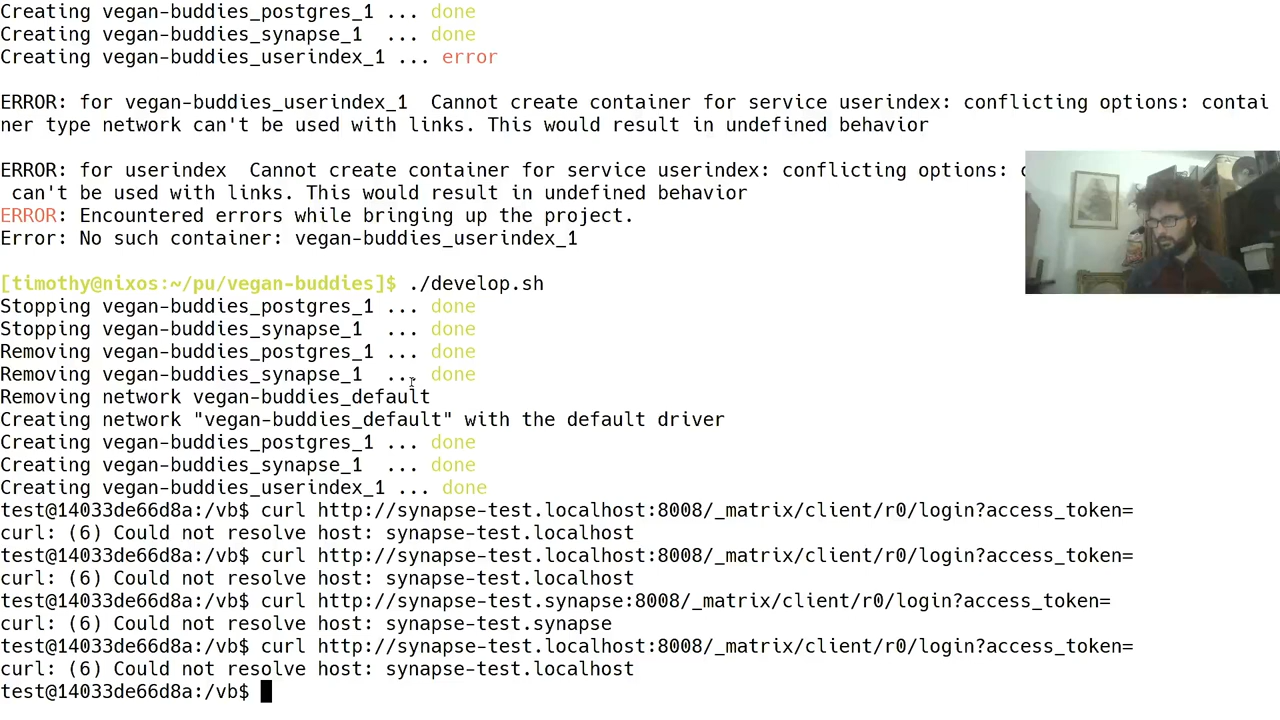 Creating vegan-buddies_postgres_1 ... done
Creating vegan-buddies_synapse_1  ... done
Creating vegan-buddies_userindex_1 ... error
ERROR: for vegan-buddies_userindex_1  Cannot create container for service userindex: conflicting options: contai
ner type network can't be used with links. This would result in undefined behavior
ERROR: for userindex  Cannot create container for service userindex: conflicting options:
 can't be used with links. This would result in undefined behavior
ERROR: Encountered errors while bringing up the project.
Error: No such container: vegan-buddies_userindex_1
[timothy@nixos:~/pu/vegan-buddies]$ ./develop.sh
Stopping vegan-buddies_postgres_1 ... done
Stopping vegan-buddies_synapse_1  ... done
Removing vegan-buddies_postgres_1 ... done
Removing vegan-buddies_synapse_1  ... done
Removing network vegan-buddies_default
Creating network "vegan-buddies_default" with the default driver
Creating vegan-buddies_postgres_1 ... done
Creating vegan-buddies_synapse_1  ... done
Creating vegan-buddies_userindex_1 ... done
test@14033de66d8a:/vb$ curl http://synapse-test.localhost:8008/_matrix/client/r0/login?access_token=
curl: (6) Could not resolve host: synapse-test.localhost
test@14033de66d8a:/vb$ curl http://synapse-test.localhost:8008/_matrix/client/r0/login?access_token=
curl: (6) Could not resolve host: synapse-test.localhost
test@14033de66d8a:/vb$ curl http://synapse-test.synapse:8008/_matrix/client/r0/login?access_token=
curl: (6) Could not resolve host: synapse-test.synapse
test@14033de66d8a:/vb$ curl http://synapse-test.localhost:8008/_matrix/client/r0/login?access_token=
curl: (6) Could not resolve host: synapse-test.localhost
test@14033de66d8a:/vb$